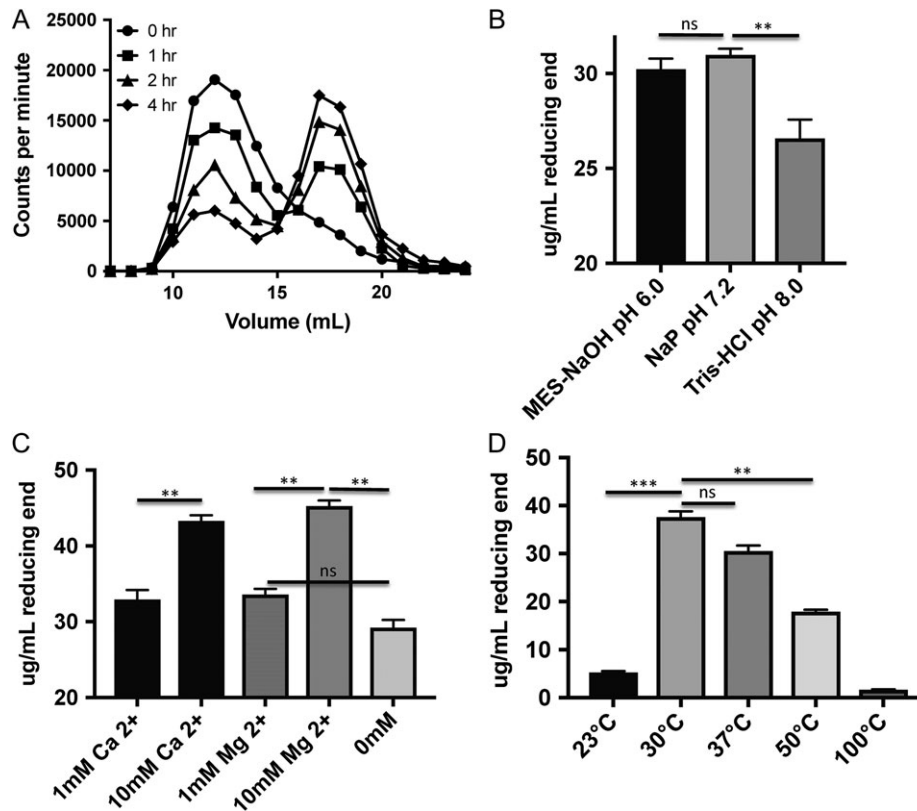 A
0 hr
1 hr
2 hr
4 hr
25000
20000
15000
10000
5000
0
Counts per minute
10 15 20
Volume (mL)
B
ns **
30
25
20
ug/mL reducing end
MES-NaOH pH 6.0
NaP pH 7.2
Tris-HCl pH 8.0
C
** ** **
ns
50
40
30
20
ug/mL reducing end
1mM Ca 2+
10mM Ca 2+
1mM Mg 2+
10mM Mg 2+
0mM
D
*** **
ns
50
40
30
20
10
0
ug/mL reducing end
23°C
30°C
37°C
50°C
100°C